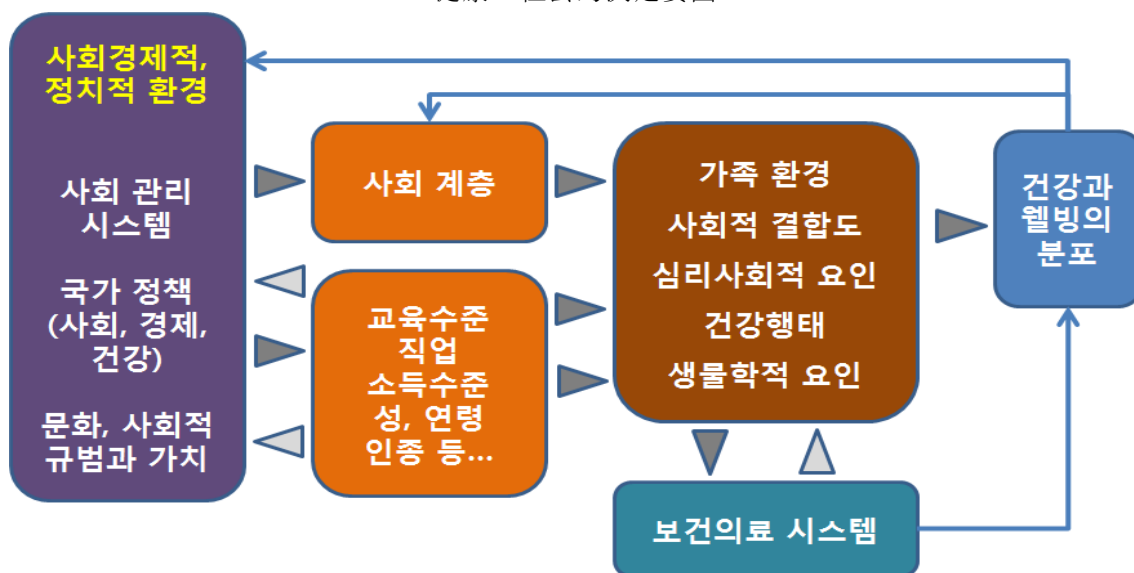 사회경제적,
정치적 환경
사회 관리
시스템
국가 정책
(사회, 경제,
건강)
문화, 사회적
규범과 가치
사회 계층
교육수준
직업
소득수준
성, 연령
인종 등...
가족 환경
사회적 결합도
심리사회적 요인
건강행태
생물학적 요인
보건의료 시스템
건강과
웰빙의
분포